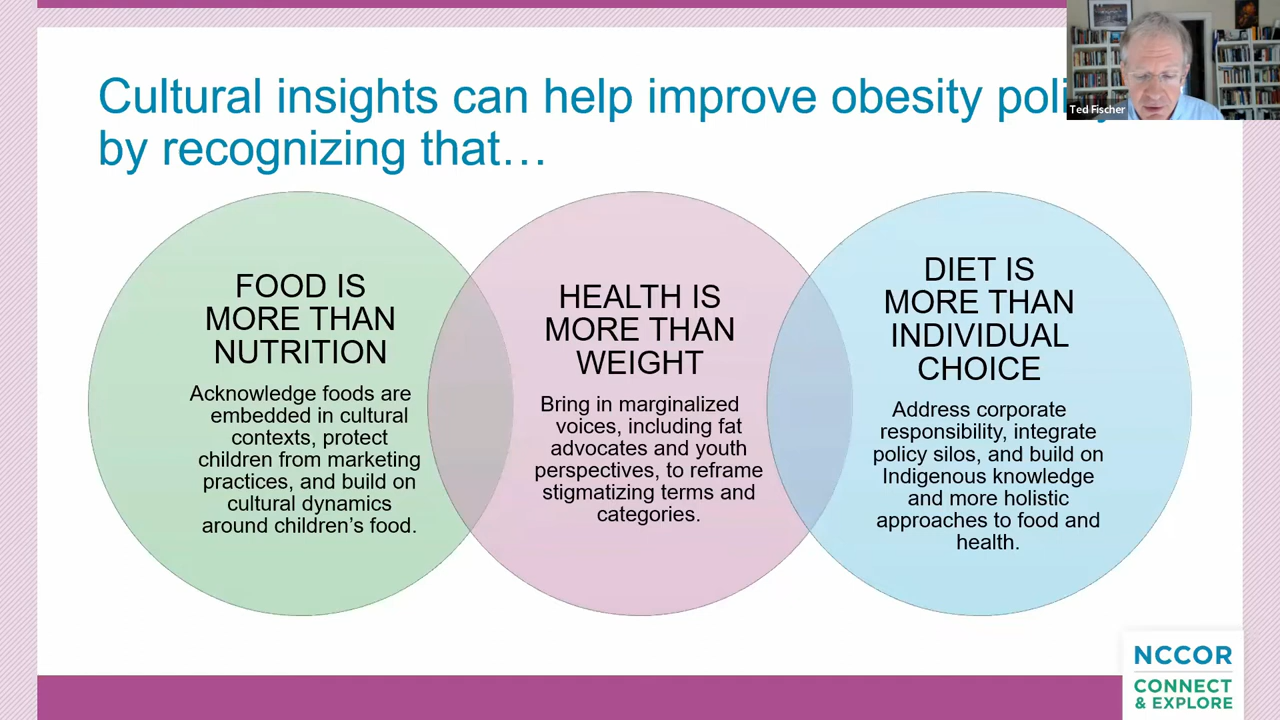 Cultural insights can help improve obesity
by recognizing that…
Ted Fischer
FOOD IS
MORE THAN
NUTRITION
Acknowledge foods are
embedded in cultural
contexts, protect
children from marketing
practices, and build on
cultural dynamics
around children's food.
HEALTH IS
MORE THAN
WEIGHT
Bring in marginalized
voices, including fat
advocates and youth
perspectives, to reframe
stigmatizing terms and
categories.
DIET IS
MORE THAN
INDIVIDUAL
CHOICE
Address corporate
responsibility, integrate
policy silos, and build on
Indigenous knowledge
and more holistic
approaches to food and
health.
NCCOR
CONNECT
& EXPLORE